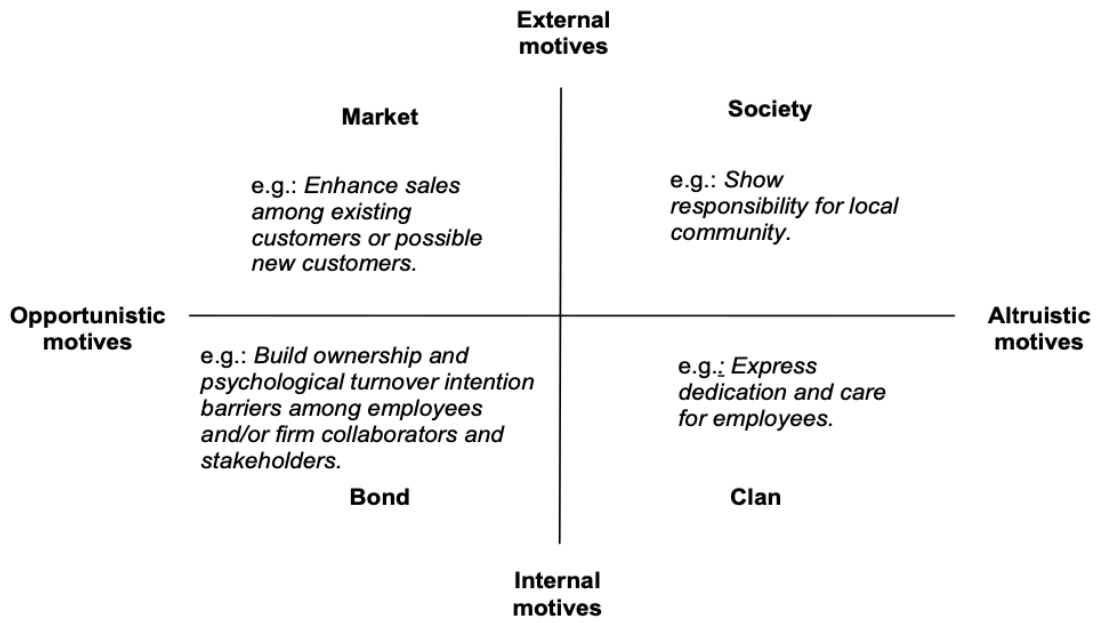 External
motives
Market
Society
e.g.: Enhance sales
among existing
customers or possible
new customers.
e.g.: Show
responsibility for local
community.
Opportunistic
motives
Altruistic
motives
e.g.: Build ownership and
psychological turnover intention
barriers among employees
and/or firm collaborators and
stakeholders.
e.g.: Express
dedication and care
for employees.
Bond
Clan
Internal
motives